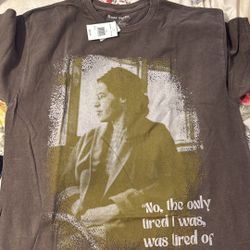 "No, the only
tired I was,
was tired of